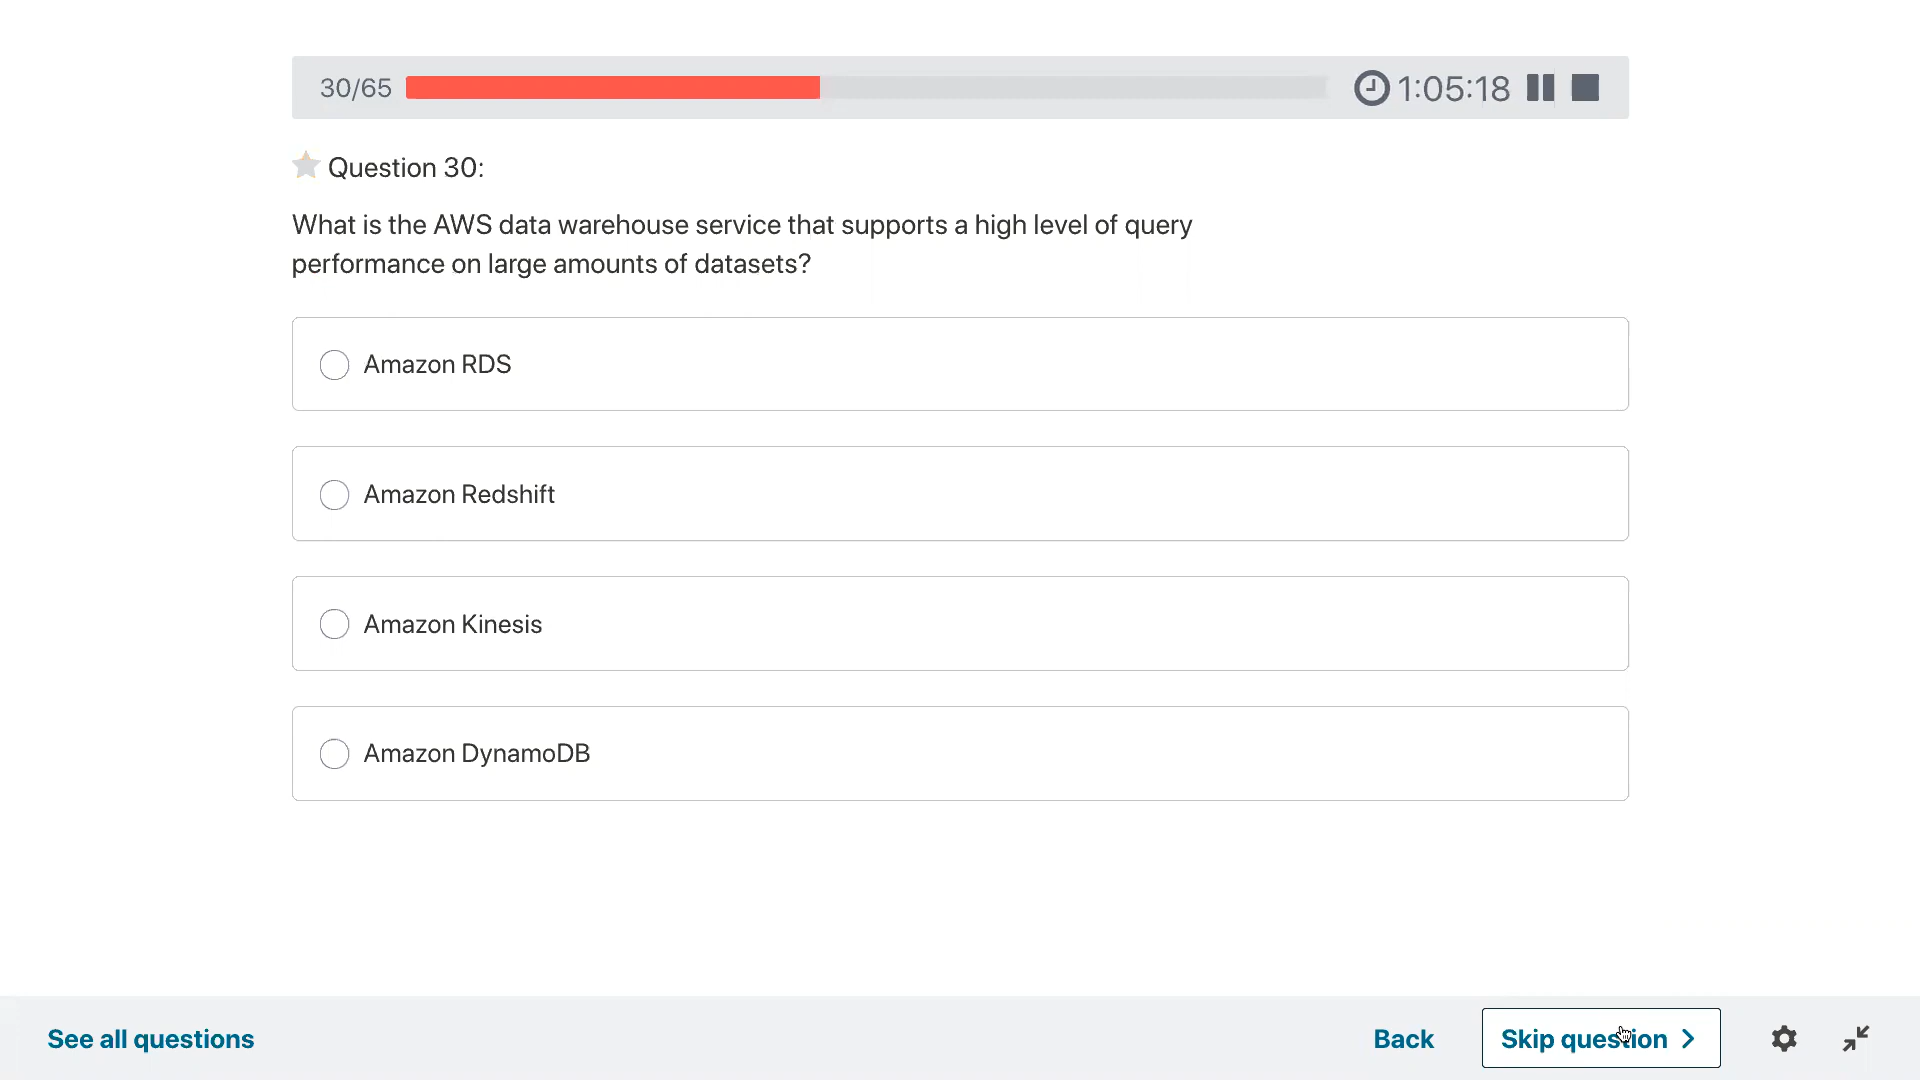 30/65
1:05:18
Question 30:
What is the AWS data warehouse service that supports a high level of query
performance on large amounts of datasets?
Amazon RDS
Amazon Redshift
Amazon Kinesis
Amazon DynamoDB
See all questions
Back
Skip question